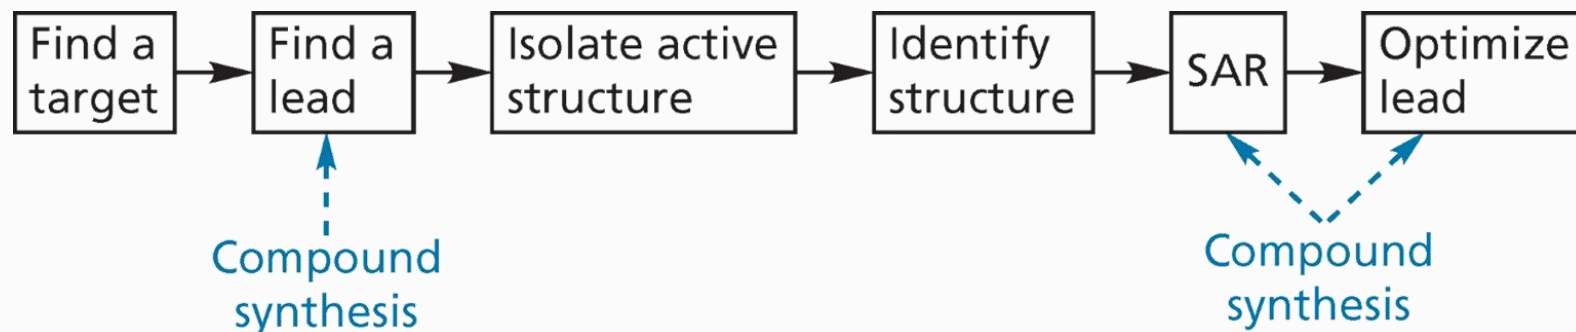 Find a
target
Find a
lead
Isolate active
structure
Identify
structure
SAR
Optimize
lead
Compound
synthesis
Compound
synthesis